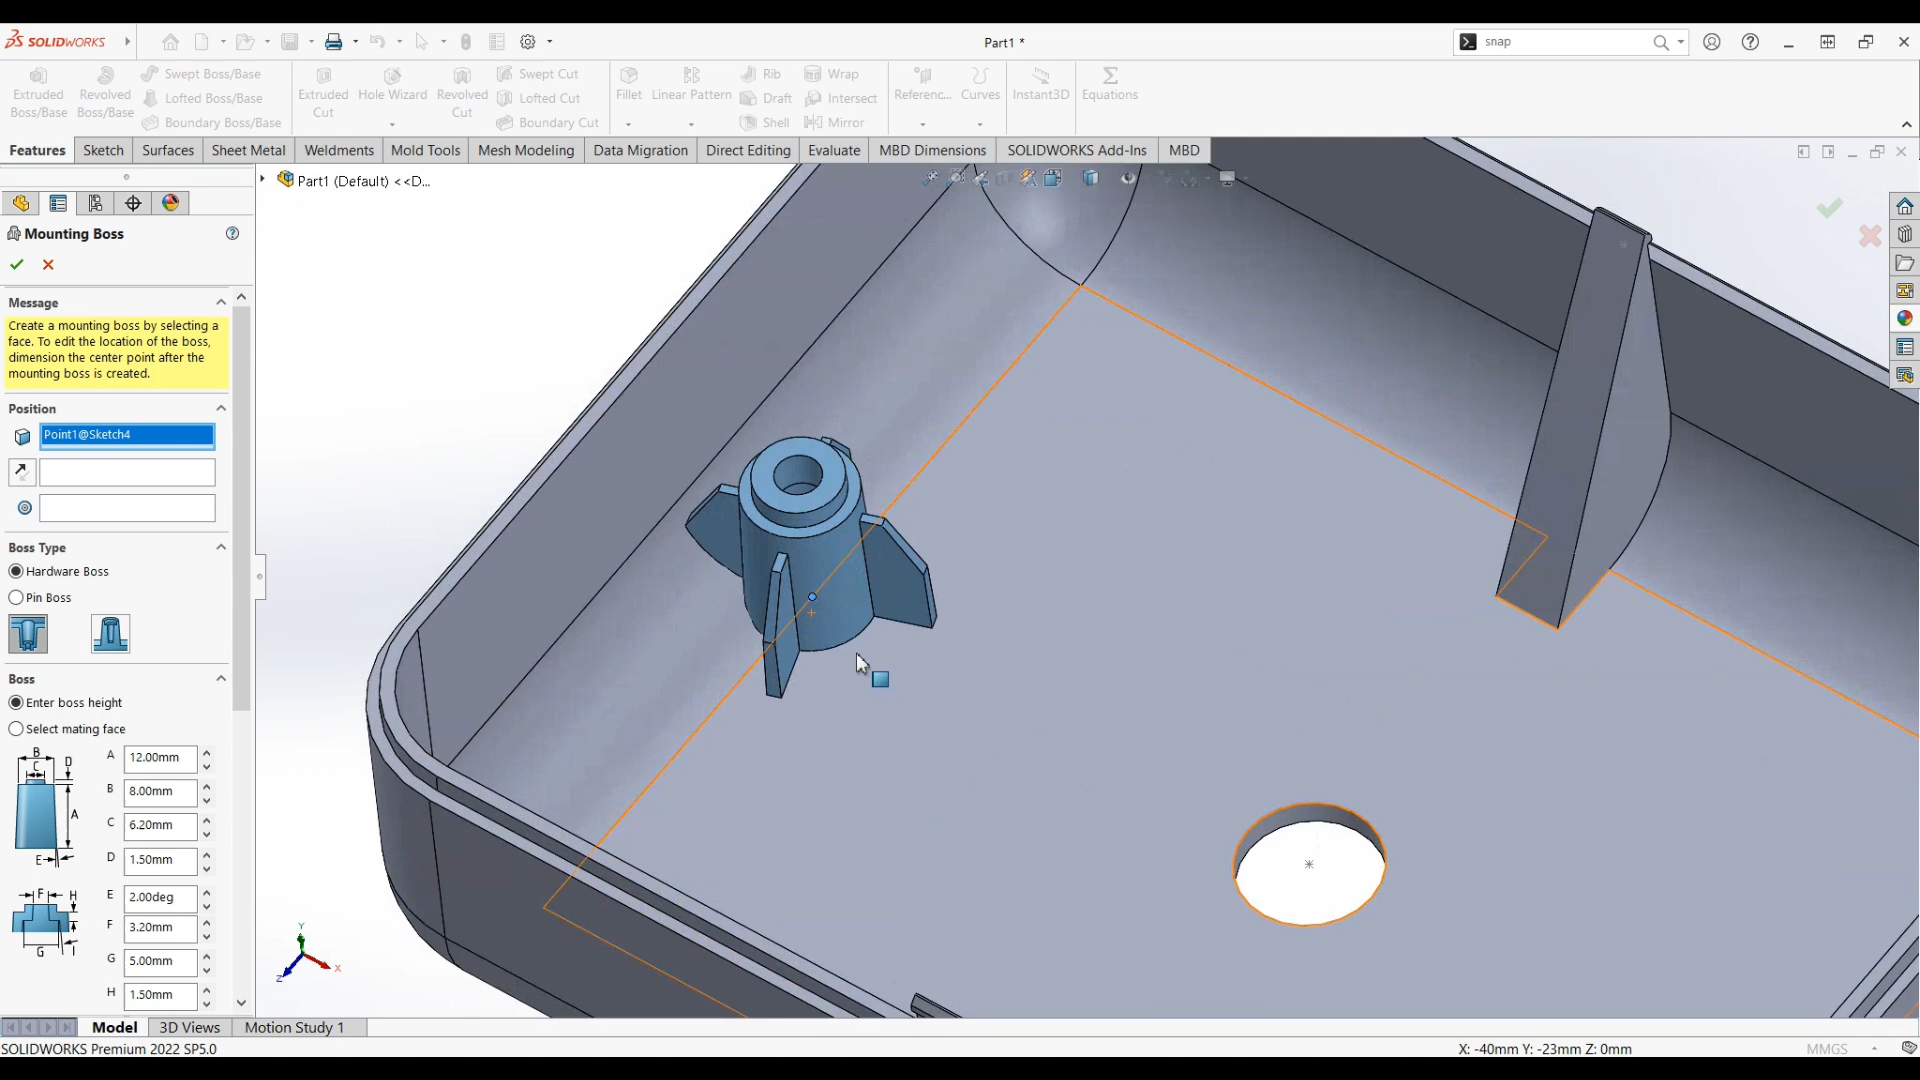 SOLIDWORKS
Part1 *
snap
Extruded Boss/Base
Revolved Boss/Base
Swept Boss/Base
Lofted Boss/Base
Boundary Boss/Base
Extruded Cut
Hole Wizard
Revolved Cut
Swept Cut
Lofted Cut
Boundary Cut
Fillet
Linear Pattern
Rib
Draft
Shell
Wrap
Intersect
Mirror
Referenc...
Curves
Instant3D
Equations
Features
Sketch
Surfaces
Sheet Metal
Weldments
Mold Tools
Mesh Modeling
Data Migration
Direct Editing
Evaluate
MBD Dimensions
SOLIDWORKS Add-Ins
MBD
Part1 (Default) <<D...
Mounting Boss
Message
Create a mounting boss by selecting a
face. To edit the location of the boss,
dimension the center point after the
mounting boss is created.
Position
Point1@Sketch4
Boss Type
Hardware Boss
Pin Boss
Boss
Enter boss height
Select mating face
B
C
D
A
E
A 12.00mm
B 8.00mm
C 6.20mm
D 1.50mm
E 2.00deg
F
H
G
I
F 3.20mm
G 5.00mm
H 1.50mm
Y
X
Z
Model
3D Views
Motion Study 1
SOLIDWORKS Premium 2022 SP5.0
X: -40mm Y: -23mm Z: 0mm
MMGS